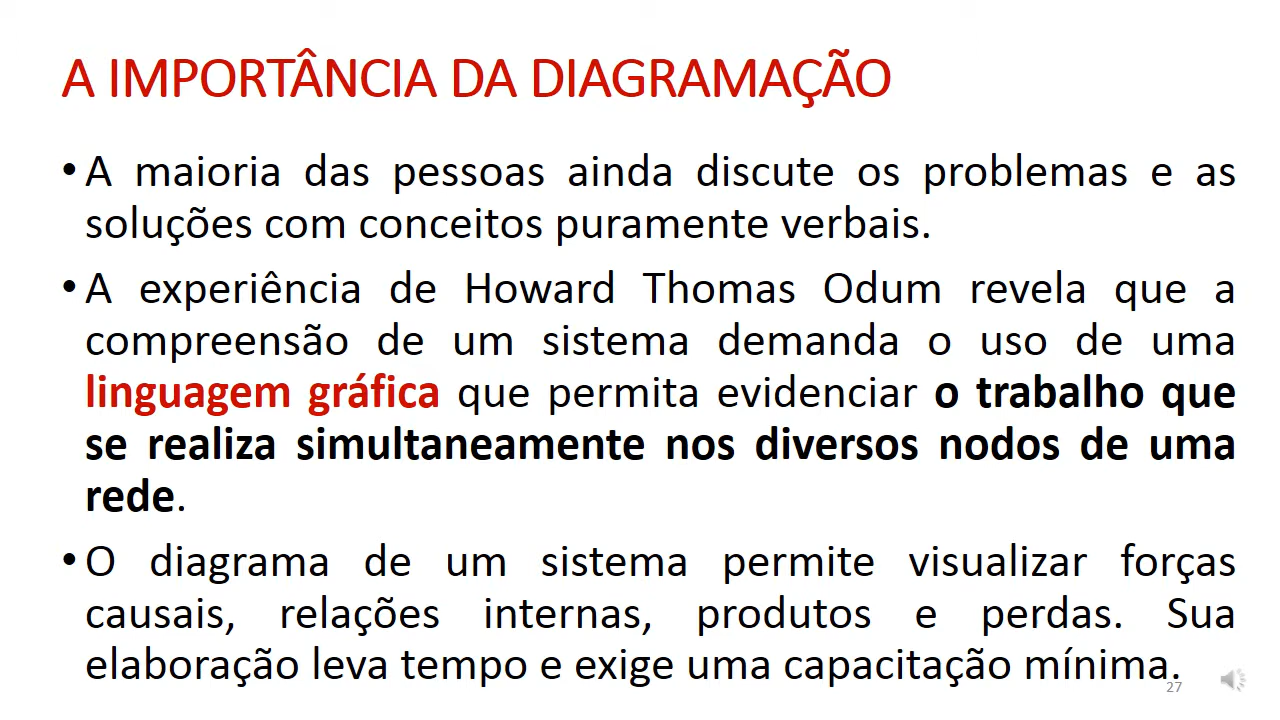 A IMPORTÂNCIA DA DIAGRAMAÇÃO
• A maioria das pessoas ainda discute os problemas e as
soluções com conceitos puramente verbais.
• A experiência de Howard Thomas Odum revela que a
compreensão de um sistema demanda o uso de uma
linguagem gráfica que permita evidenciar o trabalho que
se realiza simultaneamente nos diversos nodos de uma
rede.
• O diagrama de um sistema permite visualizar forças
causais, relações internas, produtos e perdas. Sua
elaboração leva tempo e exige uma capacitação mínima.
27